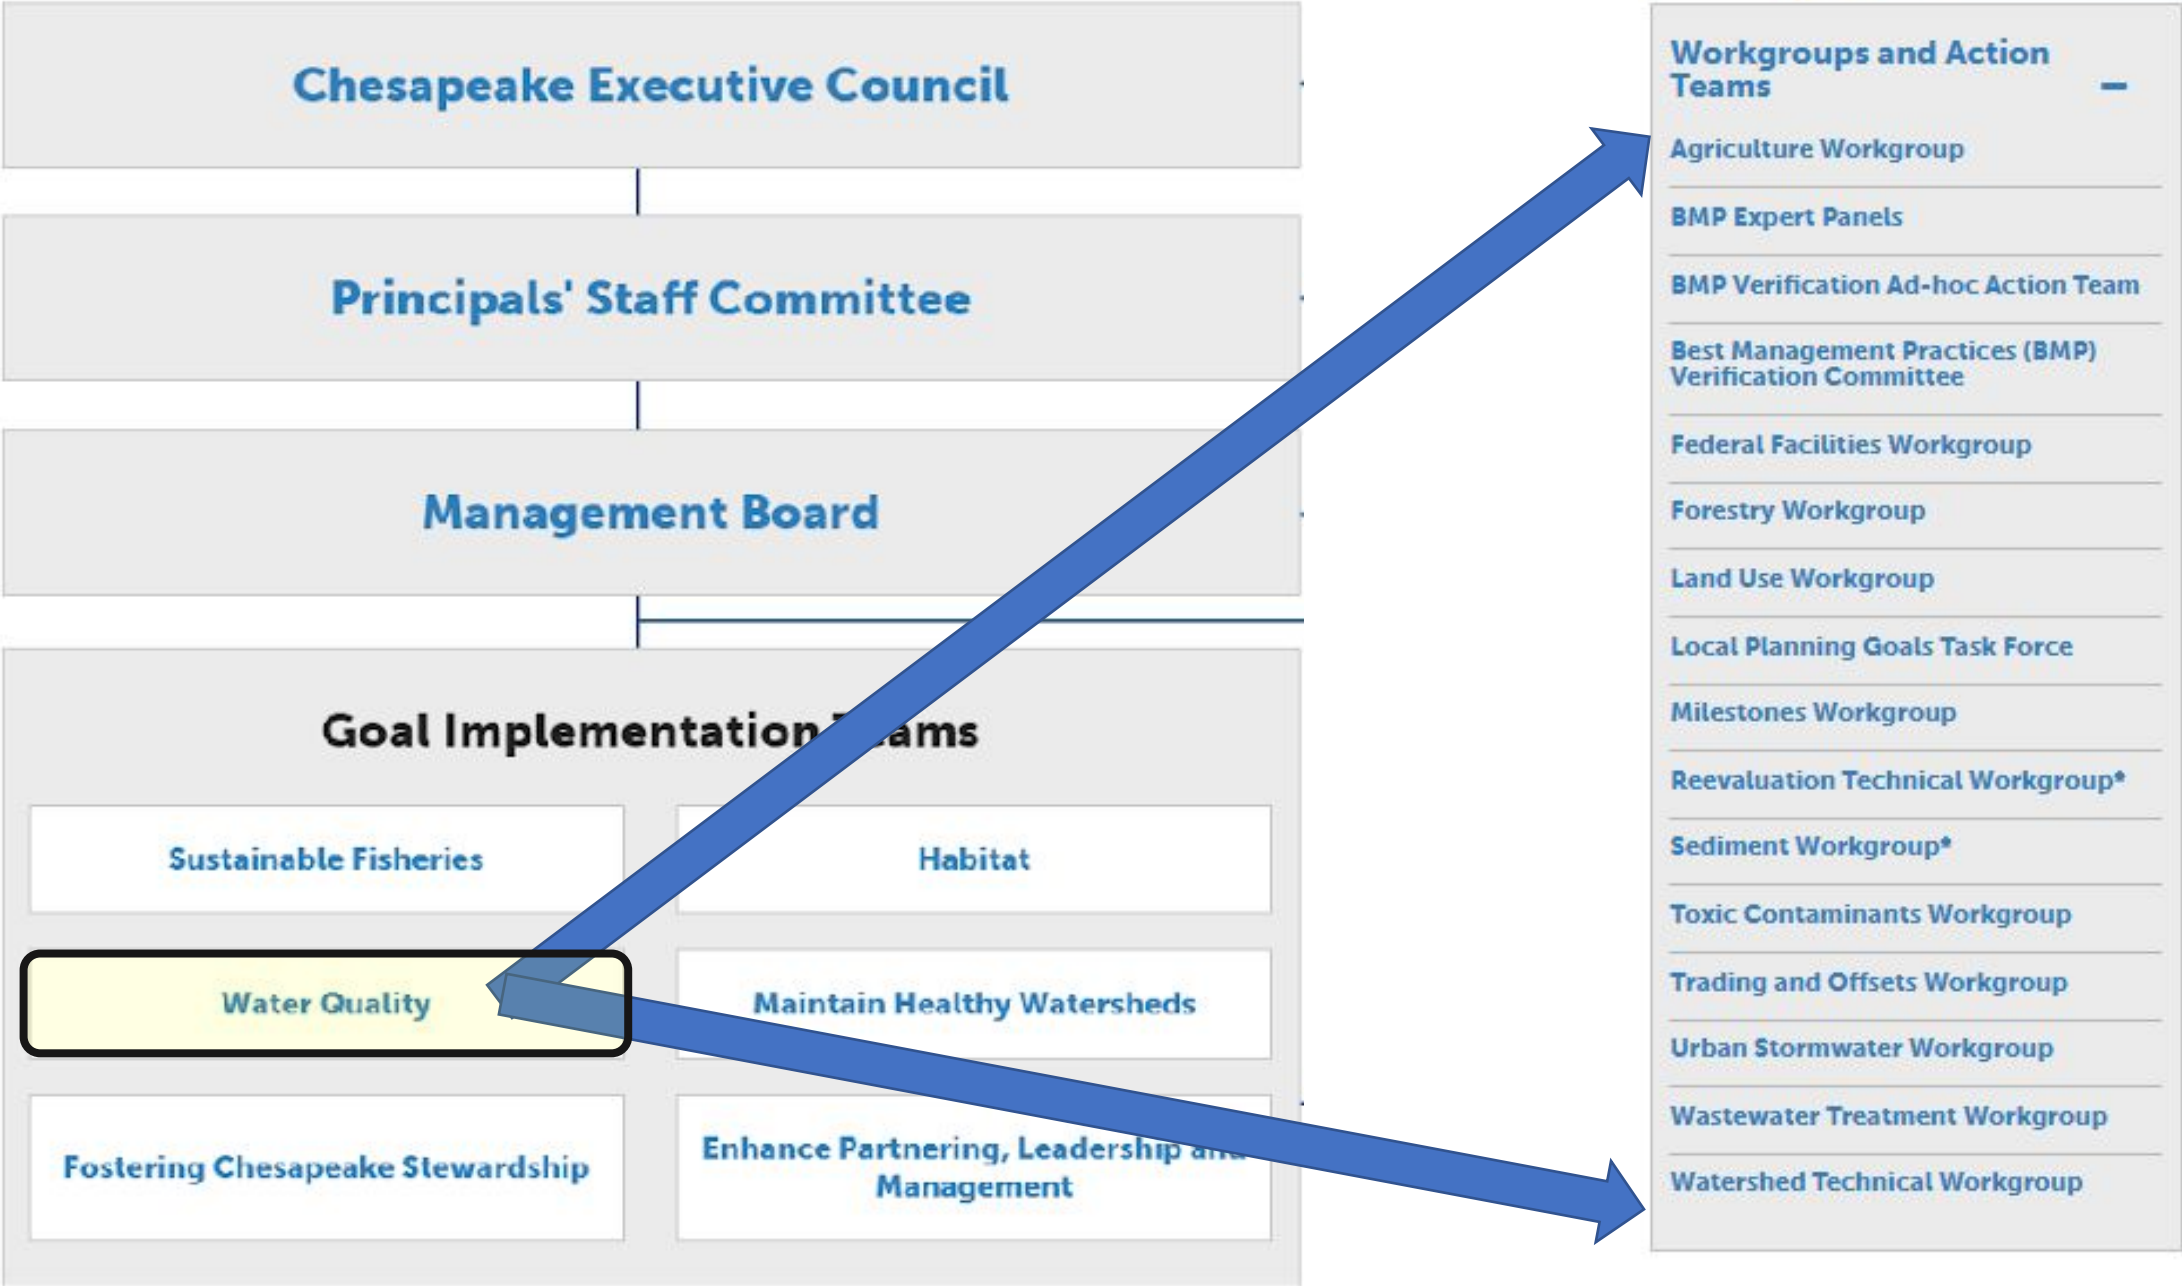 Chesapeake Executive Council
Principals' Staff Committee
Management Board
Goal Implementation Teams
Sustainable Fisheries
Habitat
Water Quality
Maintain Healthy Watersheds
Fostering Chesapeake Stewardship
Enhance Partnering, Leadership and
Management
Workgroups and Action
Teams
Agriculture Workgroup
BMP Expert Panels
BMP Verification Ad-hoc Action Team
Best Management Practices (BMP)
Verification Committee
Federal Facilities Workgroup
Forestry Workgroup
Land Use Workgroup
Local Planning Goals Task Force
Milestones Workgroup
Reevaluation Technical Workgroup*
Sediment Workgroup*
Toxic Contaminants Workgroup
Trading and Offsets Workgroup
Urban Stormwater Workgroup
Wastewater Treatment Workgroup
Watershed Technical Workgroup